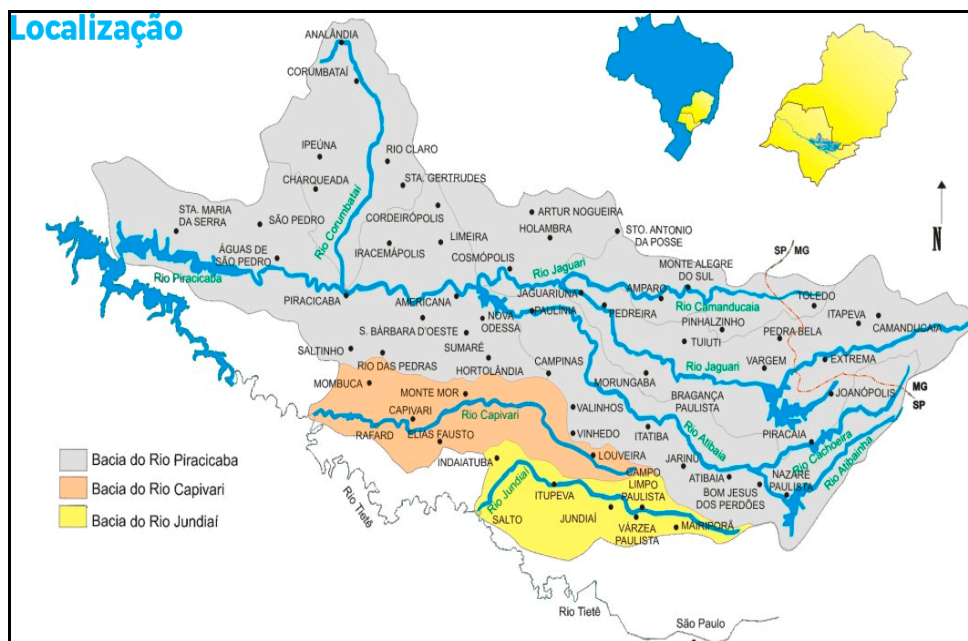 Localização
ANALÂNDIA
CORUMBATAÍ
IPEÚNA
RIO CLARO
CHARQUEADA
STA. GERTRUDES
STA. MARIA
DA SERRA
SÃO PEDRO
Rio Corumbataí
CORDEIRÓPOLIS
ARTUR NOGUEIRA
HOLAMBRA
STO. ANTONIO
DA POSSE
N
ÁGUAS DE
SÃO PEDRO
IRACEMÁPOLIS
LIMEIRA
COSMÓPOLIS
SP MG
Rio Piracicaba
Rio Jaguari
MONTE ALEGRE
DO SUL
PIRACICABA
AMERICANA
JAGUARIÚNA
AMPARO
Rio Camanducaia
TOLEDO
PAULÍNIA
PEDREIRA
ITAPEVA
CAMANDUCAIA
NOVA
ODESSA
S. BÁRBARA D'OESTE
PINHALZINHO
PEDRA BELA
TUIUTI
SALTINHO
SUMARÉ
RIO DAS PEDRAS
HORTOLÂNDIA
CAMPINAS
Rio Jaguari
VARGEM
EXTREMA
MOMBUCA
MORUNGABA
JOANÓPOLIS
MG
SP
MONTE MOR
BRAGANÇA
PAULISTA
CAPIVARI
Rio Capivari
VALINHOS
RAFARD
ELIAS FAUSTO
VINHEDO
ITATIBA
Rio Atibaia
PIRACAIA
Rio Cachoeira
Rio Atibainha
INDAIATUBA
LOUVEIRA
JARINU
ATIBAIA
NAZARÉ
PAULISTA
Bacia do Rio Piracicaba
Bacia do Rio Capivari
Bacia do Rio Jundiaí
CAMPO
LIMPO
PAULISTA
BOM JESUS
DOS PERDÕES
Rio Jundiaí
ITUPEVA
Rio Tietê
SALTO
JUNDIAÍ
VÁRZEA
PAULISTA
MAIRIPORÃ
Rio Tietê
São Paulo